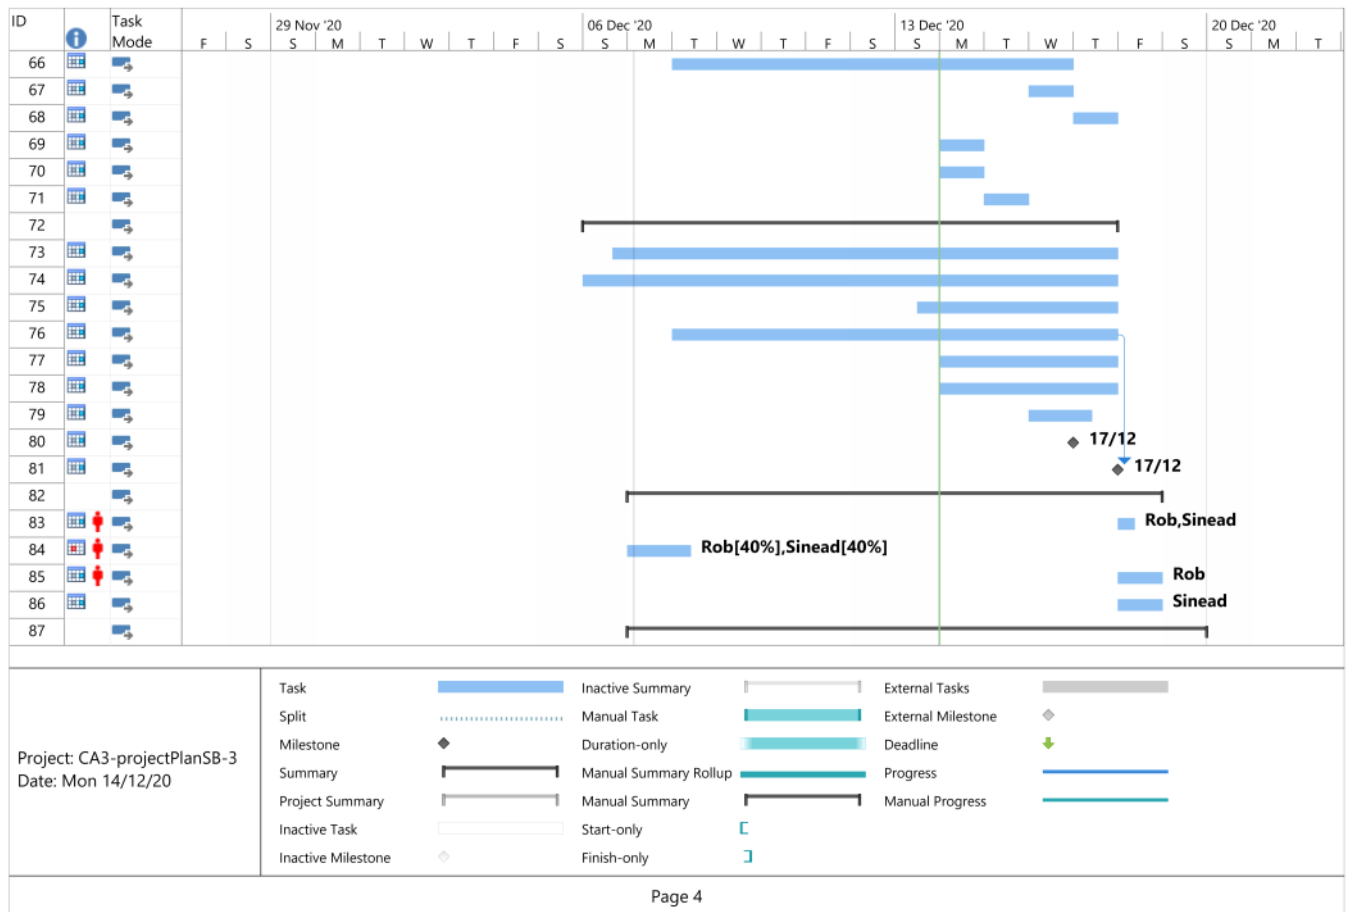 ID Task Mode 29 Nov '20 06 Dec '20 13 Dec '20 20 Dec '20
F S S M T W T F S S M T W T F S S M T W T F S S M T
66
67
68
69
70
71
72
73
74
75
76
77
78
79
80 17/12
81 17/12
82
83 Rob,Sinead
84 Rob[40%],Sinead[40%]
85 Rob
86 Sinead
87
Project: CA3-projectPlanSB-3
Date: Mon 14/12/20
Task Inactive Summary External Tasks
Split Manual Task External Milestone
Milestone Duration-only Deadline
Summary Manual Summary Rollup Progress
Project Summary Manual Summary Manual Progress
Inactive Task Start-only
Inactive Milestone Finish-only
Page 4